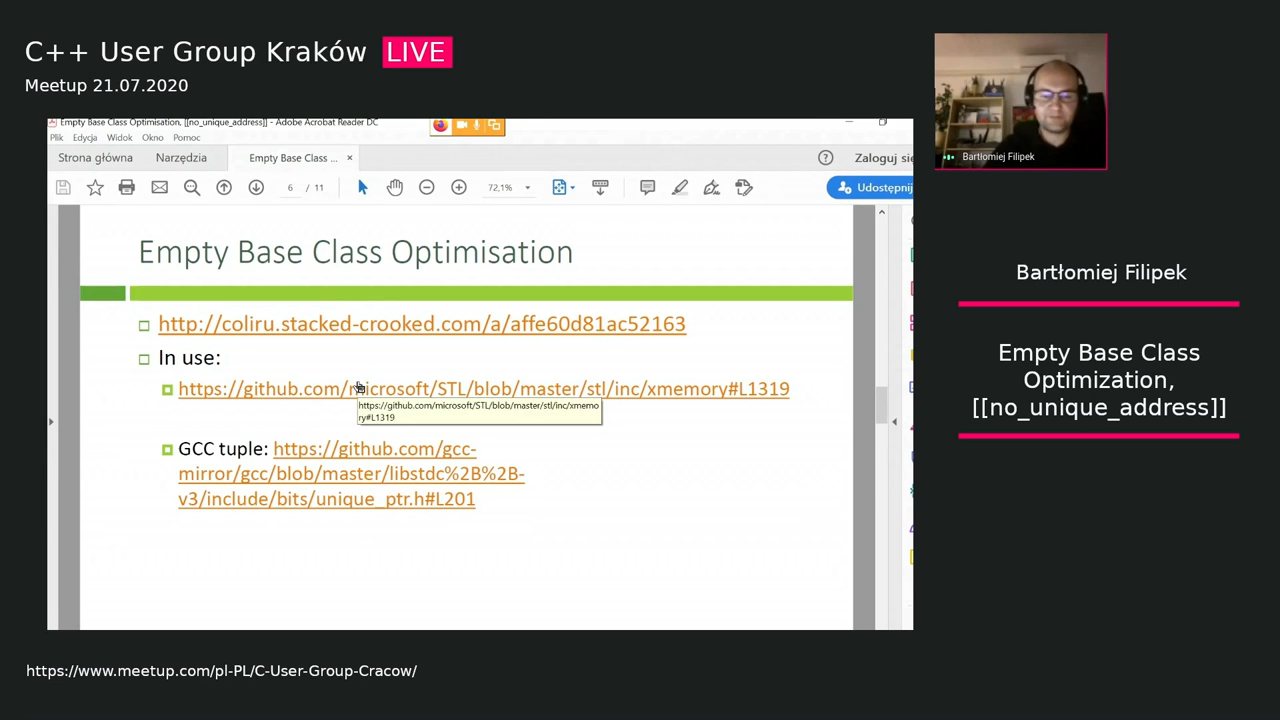 C++ User Group Kraków LIVE
Meetup 21.07.2020
Empty Base Class Optimisation, [[no_unique_address]] - Adobe Acrobat Reader DC
Plik Edycja Widok Okno Pomoc
Strona główna Narzędzia Empty Base Class ... × Zaloguj się
6 / 11 72,1% Udostępnij
Empty Base Class Optimisation
http://coliru.stacked-crooked.com/a/affe60d81ac52163
In use:
https://github.com/microsoft/STL/blob/master/stl/inc/xmemory#L1319
https://github.com/microsoft/STL/blob/master/stl/inc/xmemo
ry#L1319
GCC tuple: https://github.com/gcc-
mirror/gcc/blob/master/libstdc%2B%2B-
v3/include/bits/unique_ptr.h#L201
Bartłomiej Filipek
Bartłomiej Filipek
Empty Base Class
Optimization,
[[no_unique_address]]
https://www.meetup.com/pl-PL/C-User-Group-Cracow/